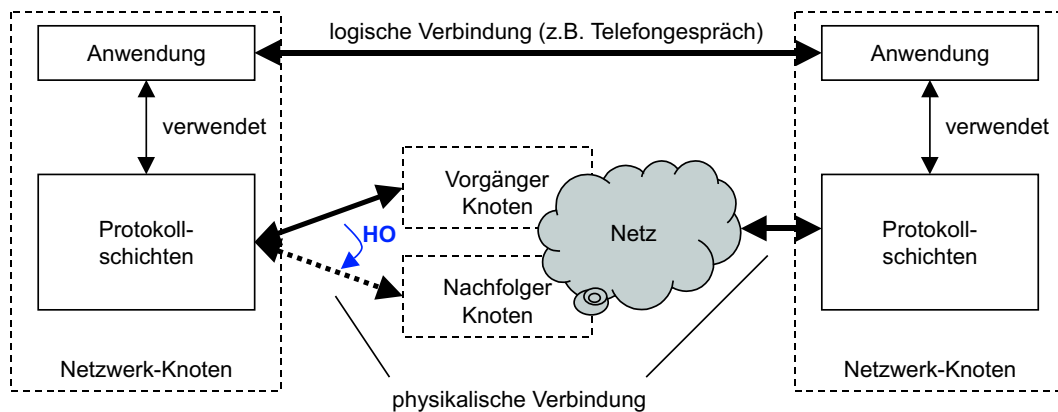 logische Verbindung (z.B. Telefongespräch)
Anwendung
Anwendung
verwendet
verwendet
Protokoll-
schichten
Vorgänger
Knoten
HO
Netz
Nachfolger
Knoten
Protokoll-
schichten
Netzwerk-Knoten
Netzwerk-Knoten
physikalische Verbindung